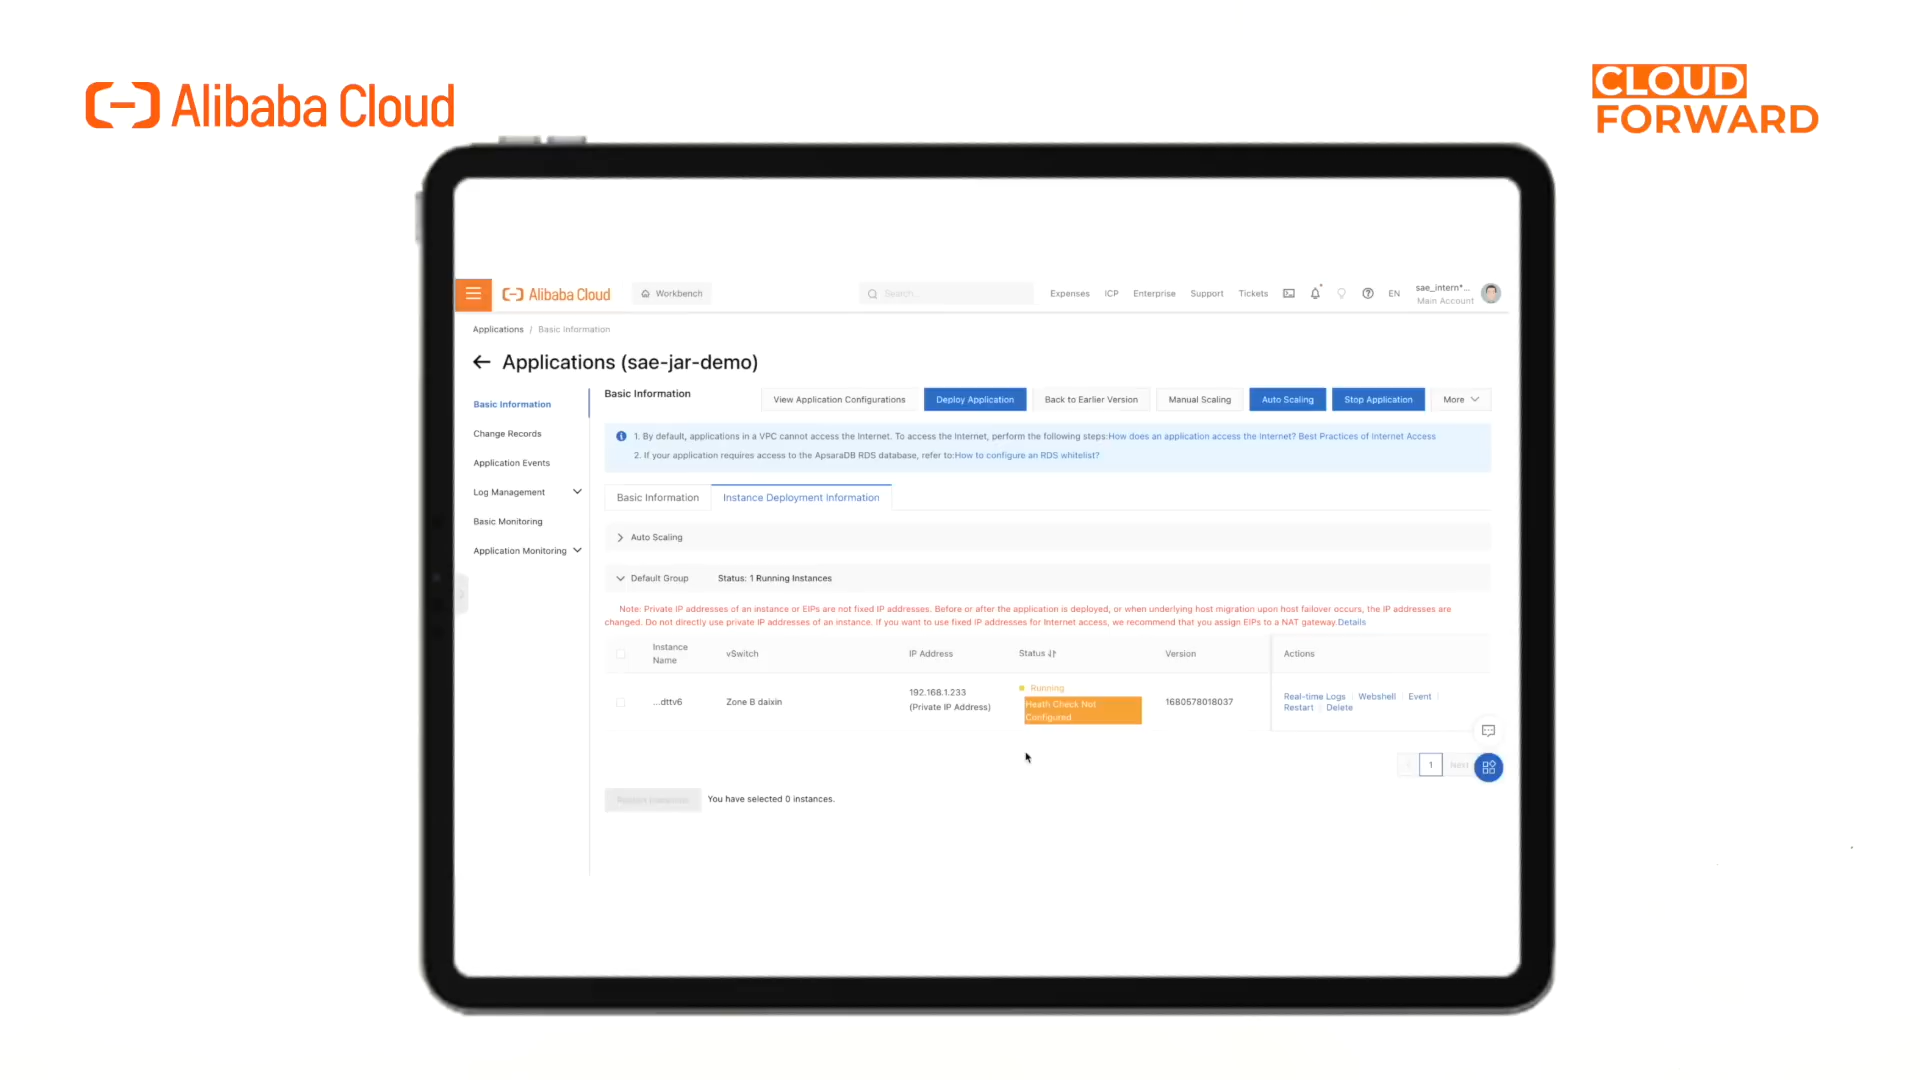 Alibaba Cloud
CLOUD
FORWARD
Alibaba Cloud
Workbench
Search...
Expenses
ICP
Enterprise
Support
Tickets
EN
sae_intern*...
Main Account
Applications / Basic Information
Applications (sae-jar-demo)
Basic Information
Change Records
Application Events
Log Management
Basic Monitoring
Application Monitoring
Basic Information
View Application Configurations
Deploy Application
Back to Earlier Version
Manual Scaling
Auto Scaling
Stop Application
More
1. By default, applications in a VPC cannot access the Internet. To access the Internet, perform the following steps:How does an application access the Internet? Best Practices of Internet Access
2. If your application requires access to the ApsaraDB RDS database, refer to:How to configure an RDS whitelist?
Basic Information
Instance Deployment Information
Auto Scaling
Default Group
Status: 1 Running Instances
Note: Private IP addresses of an instance or EIPs are not fixed IP addresses. Before or after the application is deployed, or when underlying host migration upon host failover occurs, the IP addresses are
changed. Do not directly use private IP addresses of an instance. If you want to use fixed IP addresses for Internet access, we recommend that you assign EIPs to a NAT gateway.Details
Instance
Name
vSwitch
IP Address
Status
Version
Actions
...dttv6
Zone B daixin
192.168.1.233
(Private IP Address)
Running
Heath Check Not
Configured
1680578018037
Real-time Logs
Webshell
Event
Restart
Delete
1
Next
You have selected 0 instances.